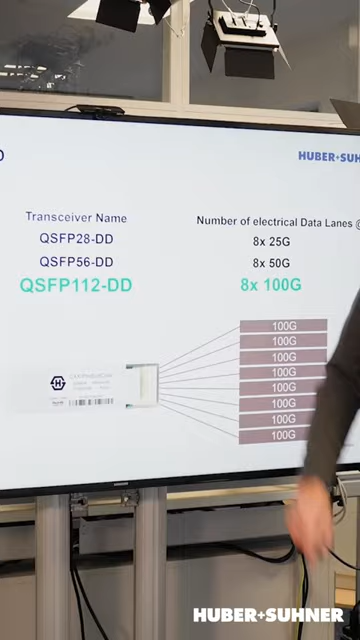 HUBER+SUH
Transceiver Name
Number of electrical Data Lanes @
QSFP28-DD
8x 25G
QSFP56-DD
8x 50G
QSFP112-DD
8x 100G
100G
100G
100G
100G
100G
100G
100G
100G
H
HUBER+SUHNER